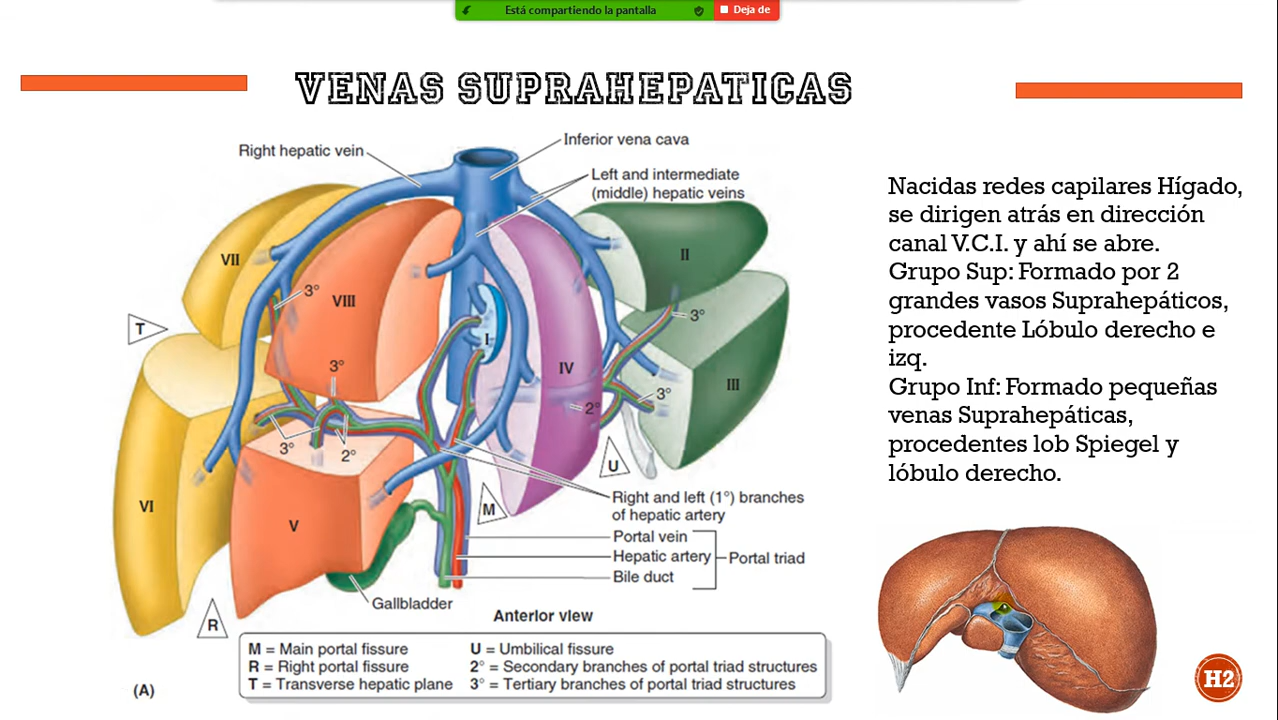 Está compartiendo la pantalla
Deja de
VENAS SUPRAHEPATICAS
Right hepatic vein
Inferior vena cava
Left and intermediate
(middle) hepatic veins
VII
VIII
II
3°
3°
T
I
IV
III
3°
3°
2°
3°
2°
U
VI
V
M
Right and left (1°) branches
of hepatic artery
Portal vein
Hepatic artery
Portal triad
Bile duct
Gallbladder
R
Anterior view
M = Main portal fissure
R = Right portal fissure
T = Transverse hepatic plane
U = Umbilical fissure
2° = Secondary branches of portal triad structures
3° = Tertiary branches of portal triad structures
(A)
Nacidas redes capilares Hígado,
se dirigen atrás en dirección
canal V.C.I. y ahí se abre.
Grupo Sup: Formado por 2
grandes vasos Suprahepáticos,
procedente Lóbulo derecho e
izq.
Grupo Inf: Formado pequeñas
venas Suprahepáticas,
procedentes lob Spiegel y
lóbulo derecho.
H2